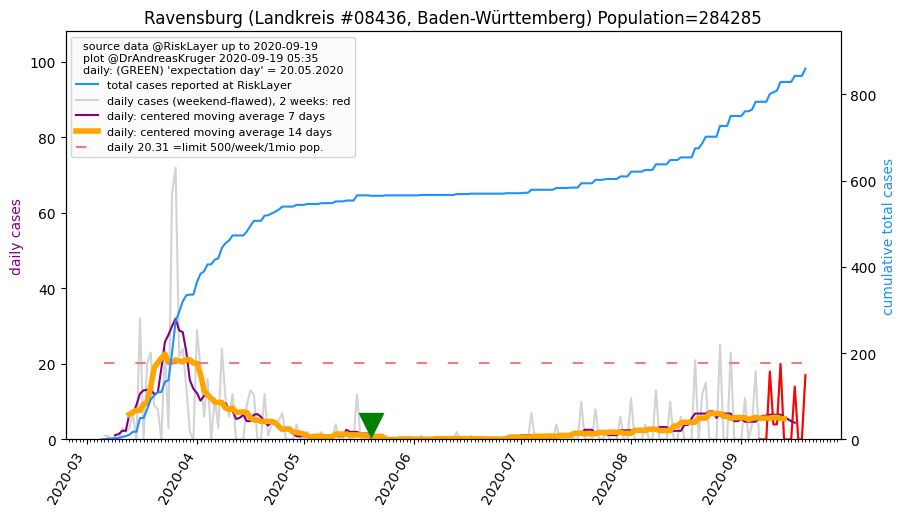 Ravensburg (Landkreis #08436, Baden-Württemberg) Population=284285
source data @RiskLayer up to 2020-09-19
plot @DrAndreasKruger 2020-09-19 05:35
daily: (GREEN) 'expectation day' = 20.05.2020
total cases reported at RiskLayer
daily cases (weekend-flawed), 2 weeks: red
daily: centered moving average 7 days
daily: centered moving average 14 days
daily 20.31 =limit 500/week/1mio pop.
daily cases
100
80
60
40
20
0
cumulative total cases
800
600
400
200
0
2020-03
2020-04
2020-05
2020-06
2020-07
2020-08
2020-09